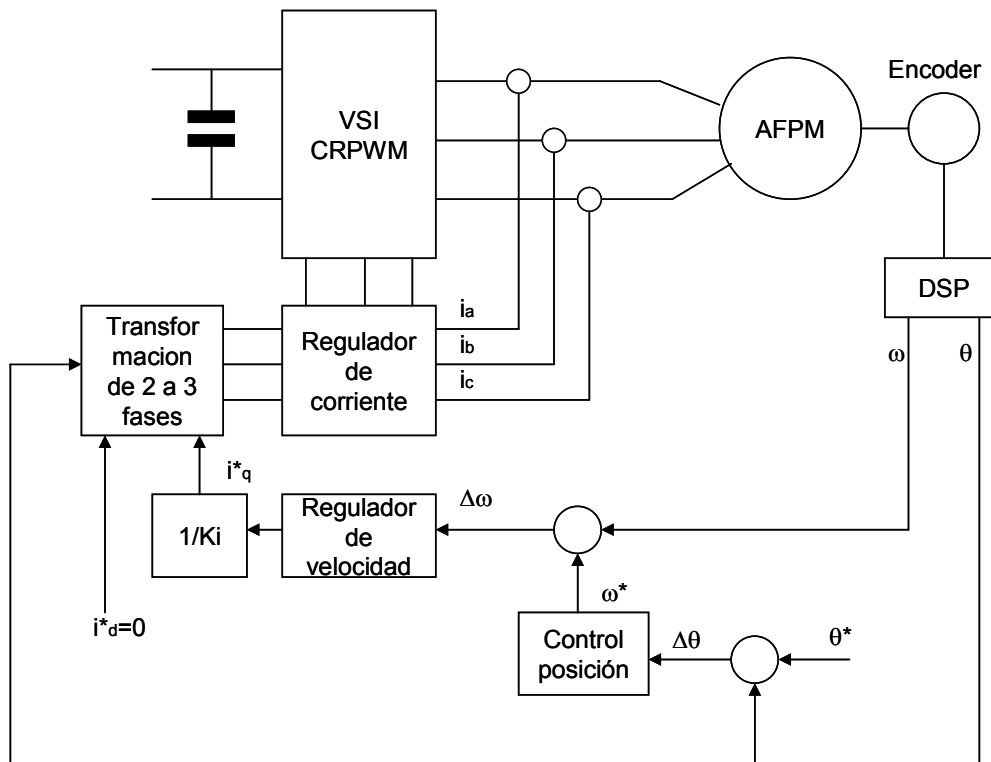 VSI
CRPWM
AFPM
Encoder
DSP
ω
θ
Transfor
macion
de 2 a 3
fases
Regulador
de
corriente
ia
ib
ic
i*q
1/Ki
Regulador
de
velocidad
Δω
ω*
i*d=0
Control
posición
Δθ
θ*